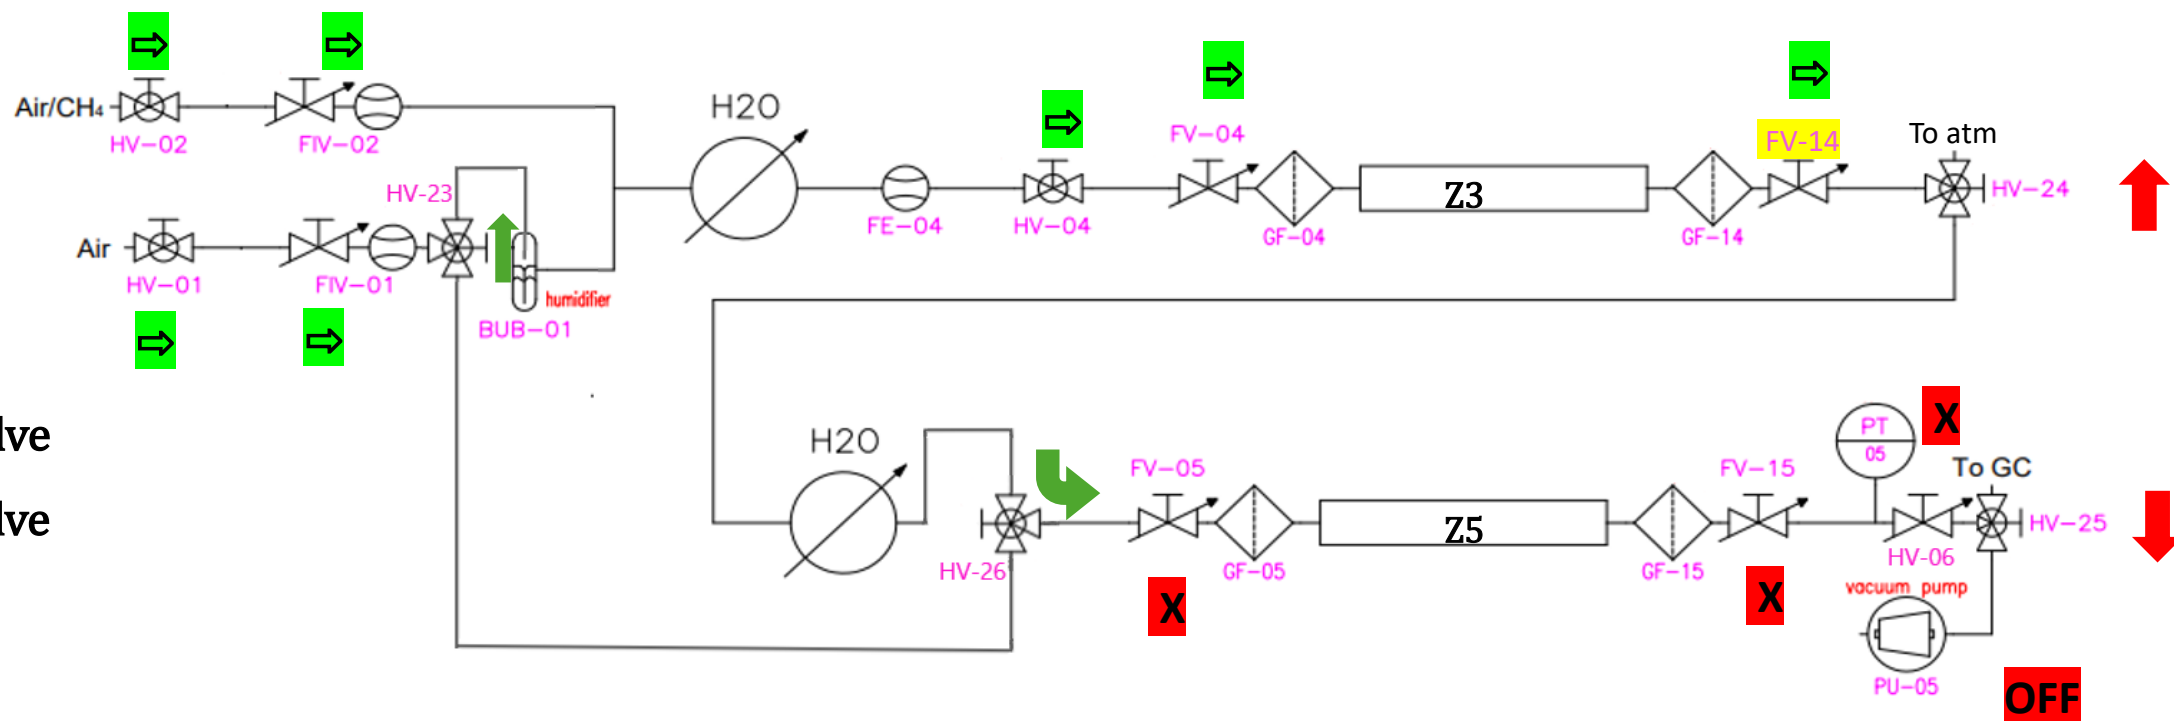 Air/CH₄
HV-02
FIV-02
H2O
FV-04
FV-14
To atm
HV-23
Z3
HV-24
FE-04
HV-04
GF-04
GF-14
Air
HV-01
FIV-01
humidifier
BUB-01
lve
lve
H2O
FV-05
FV-15
PT
05
X
To GC
Z5
HV-25
HV-26
GF-05
GF-15
HV-06
X
X
vacuum pump
PU-05
OFF